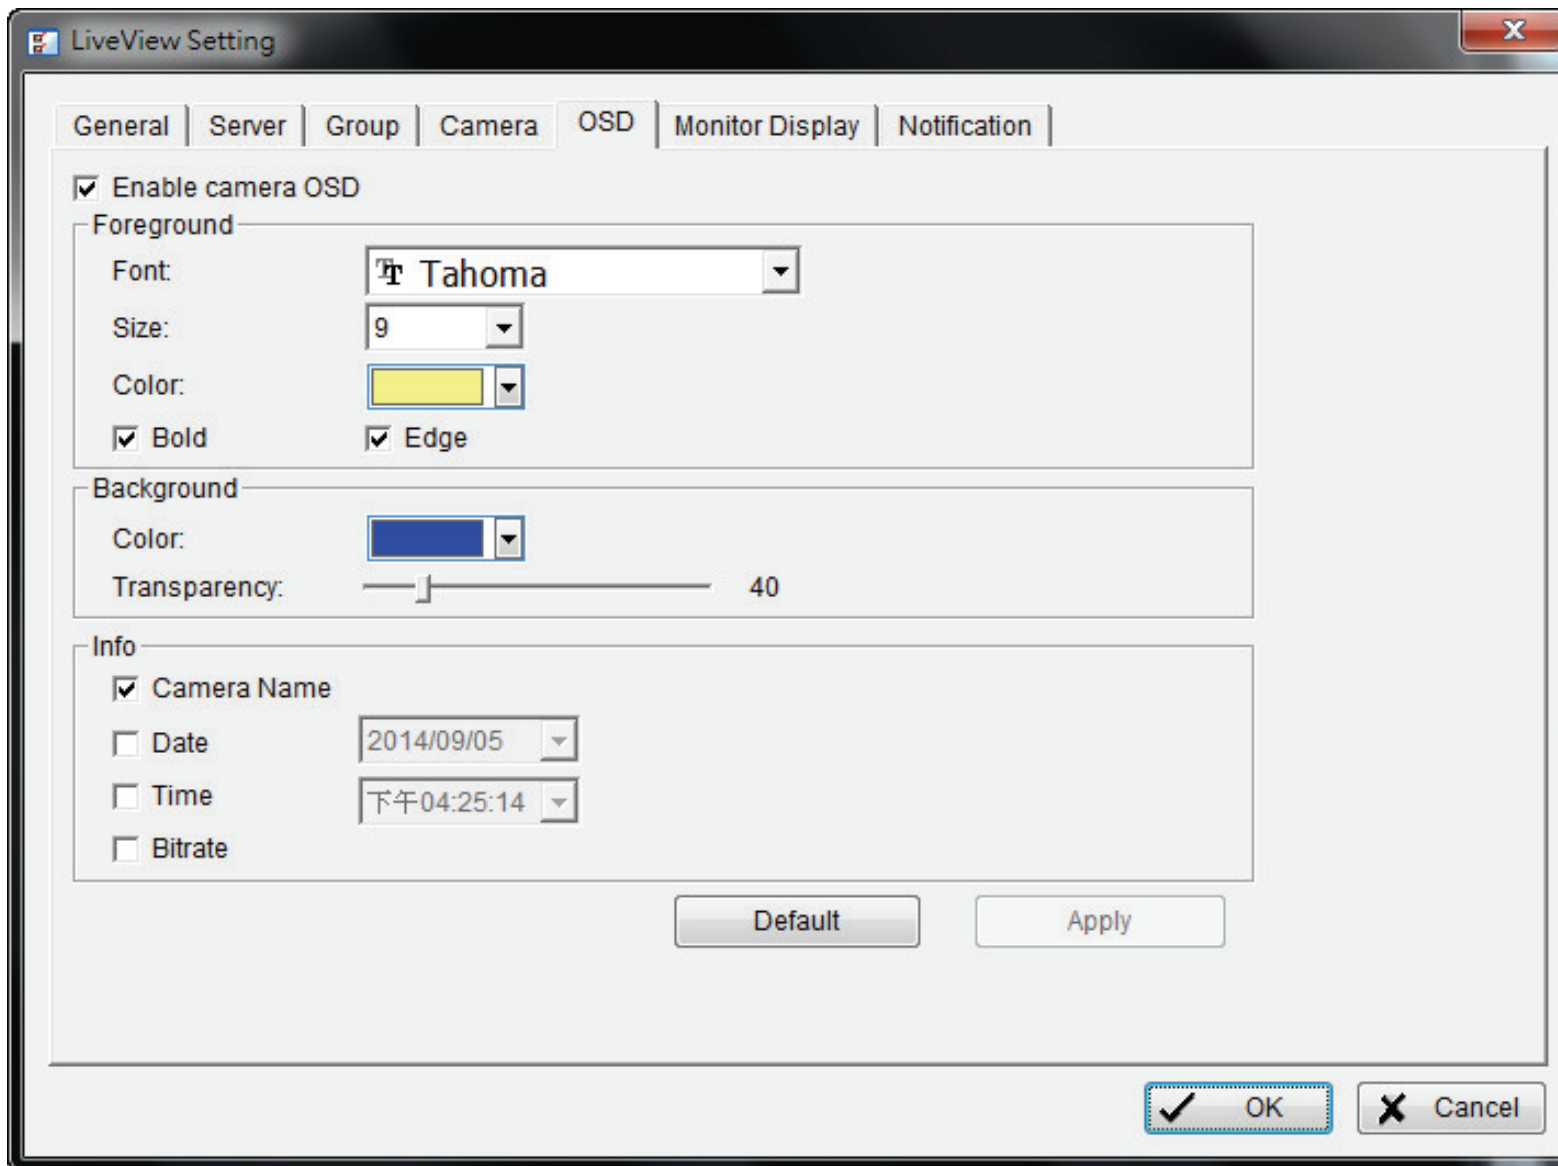 LiveView Setting
General Server Group Camera OSD Monitor Display Notification
Enable camera OSD
Foreground
Font: Tahoma
Size: 9
Color:
Bold Edge
Background
Color:
Transparency: 40
Info
Camera Name
Date 2014/09/05
Time 下午04:25:14
Bitrate
Default Apply
OK Cancel